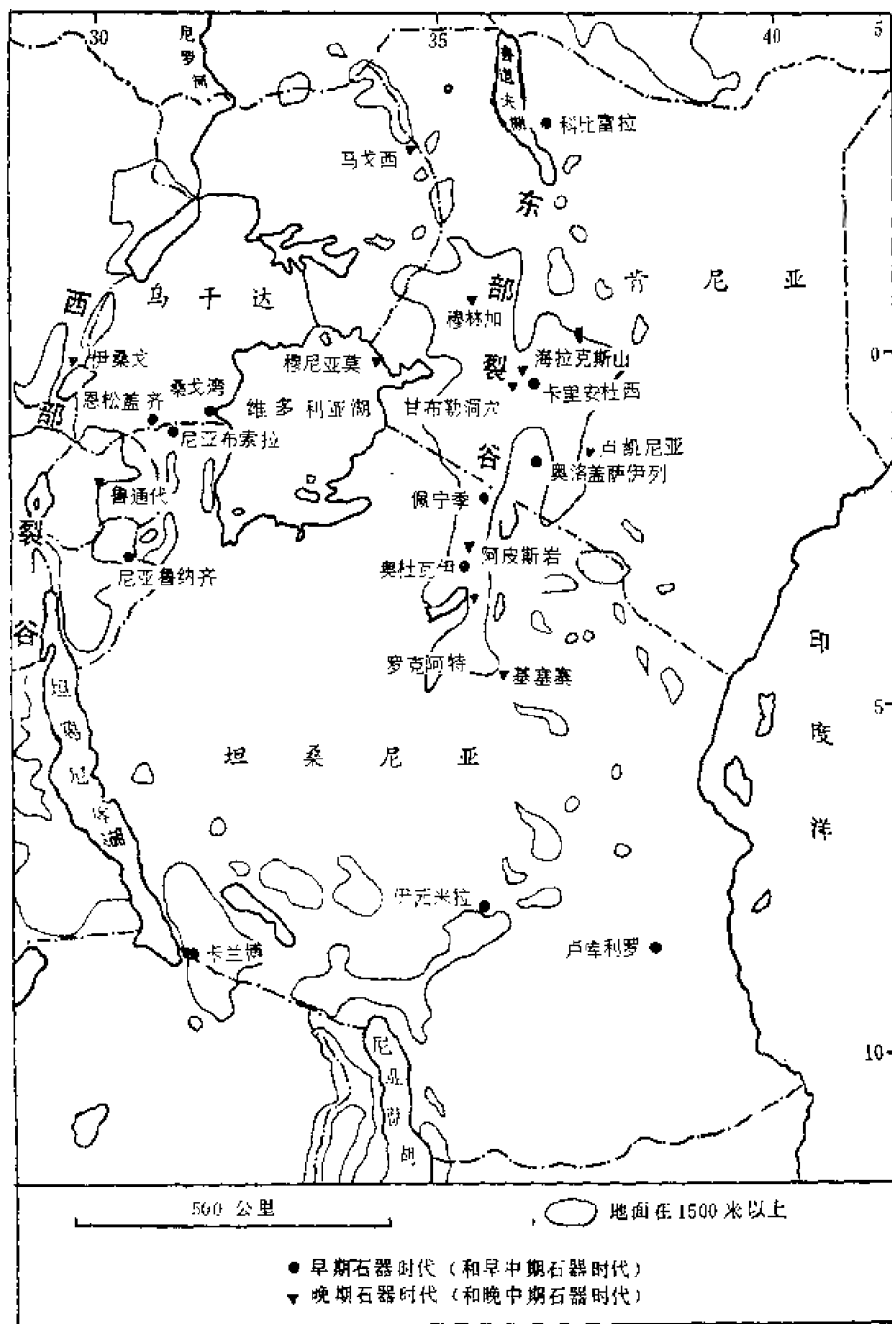 30
35
40
5
尼罗河
鲁道夫湖
科比富拉
马戈西
东部裂谷
乌干达
肯尼亚
穆林加
西部裂谷
伊桑戈
穆尼亚莫
海拉克斯山
0
恩松盖齐
桑戈湾
维多利亚湖
甘布勒洞穴
卡里安杜西
尼亚布索拉
凯尼亚
奥洛盖萨伊列
鲁通代
佩宁季
阿皮斯岩
奥杜瓦伊
尼亚鲁纳齐
罗克阿特
基塞塞
印度洋
5
坦噶尼喀湖
坦桑尼亚
伊西米拉
卡兰博
卢库利罗
尼亚湖
10
500 公里
地面在1500米以上
早期石器时代（和早中期石器时代）
晚期石器时代（和晚中期石器时代）